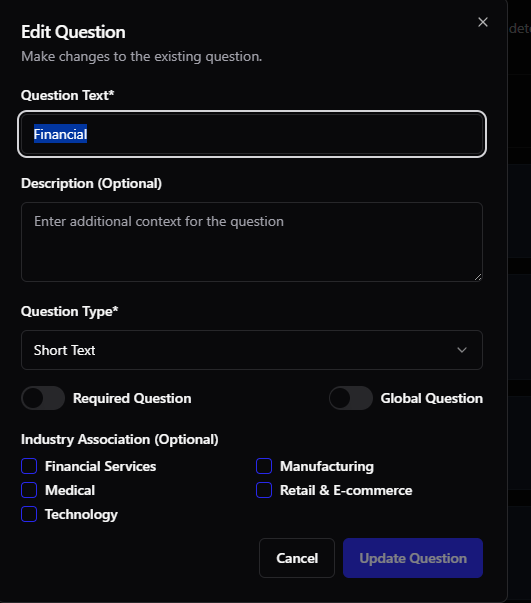 Edit Question
Make changes to the existing question.
Question Text*
Financial
Description (Optional)
Enter additional context for the question
Question Type*
Short Text
Required Question
Global Question
Industry Association (Optional)
Financial Services
Manufacturing
Medical
Retail & E-commerce
Technology
Cancel
Update Question